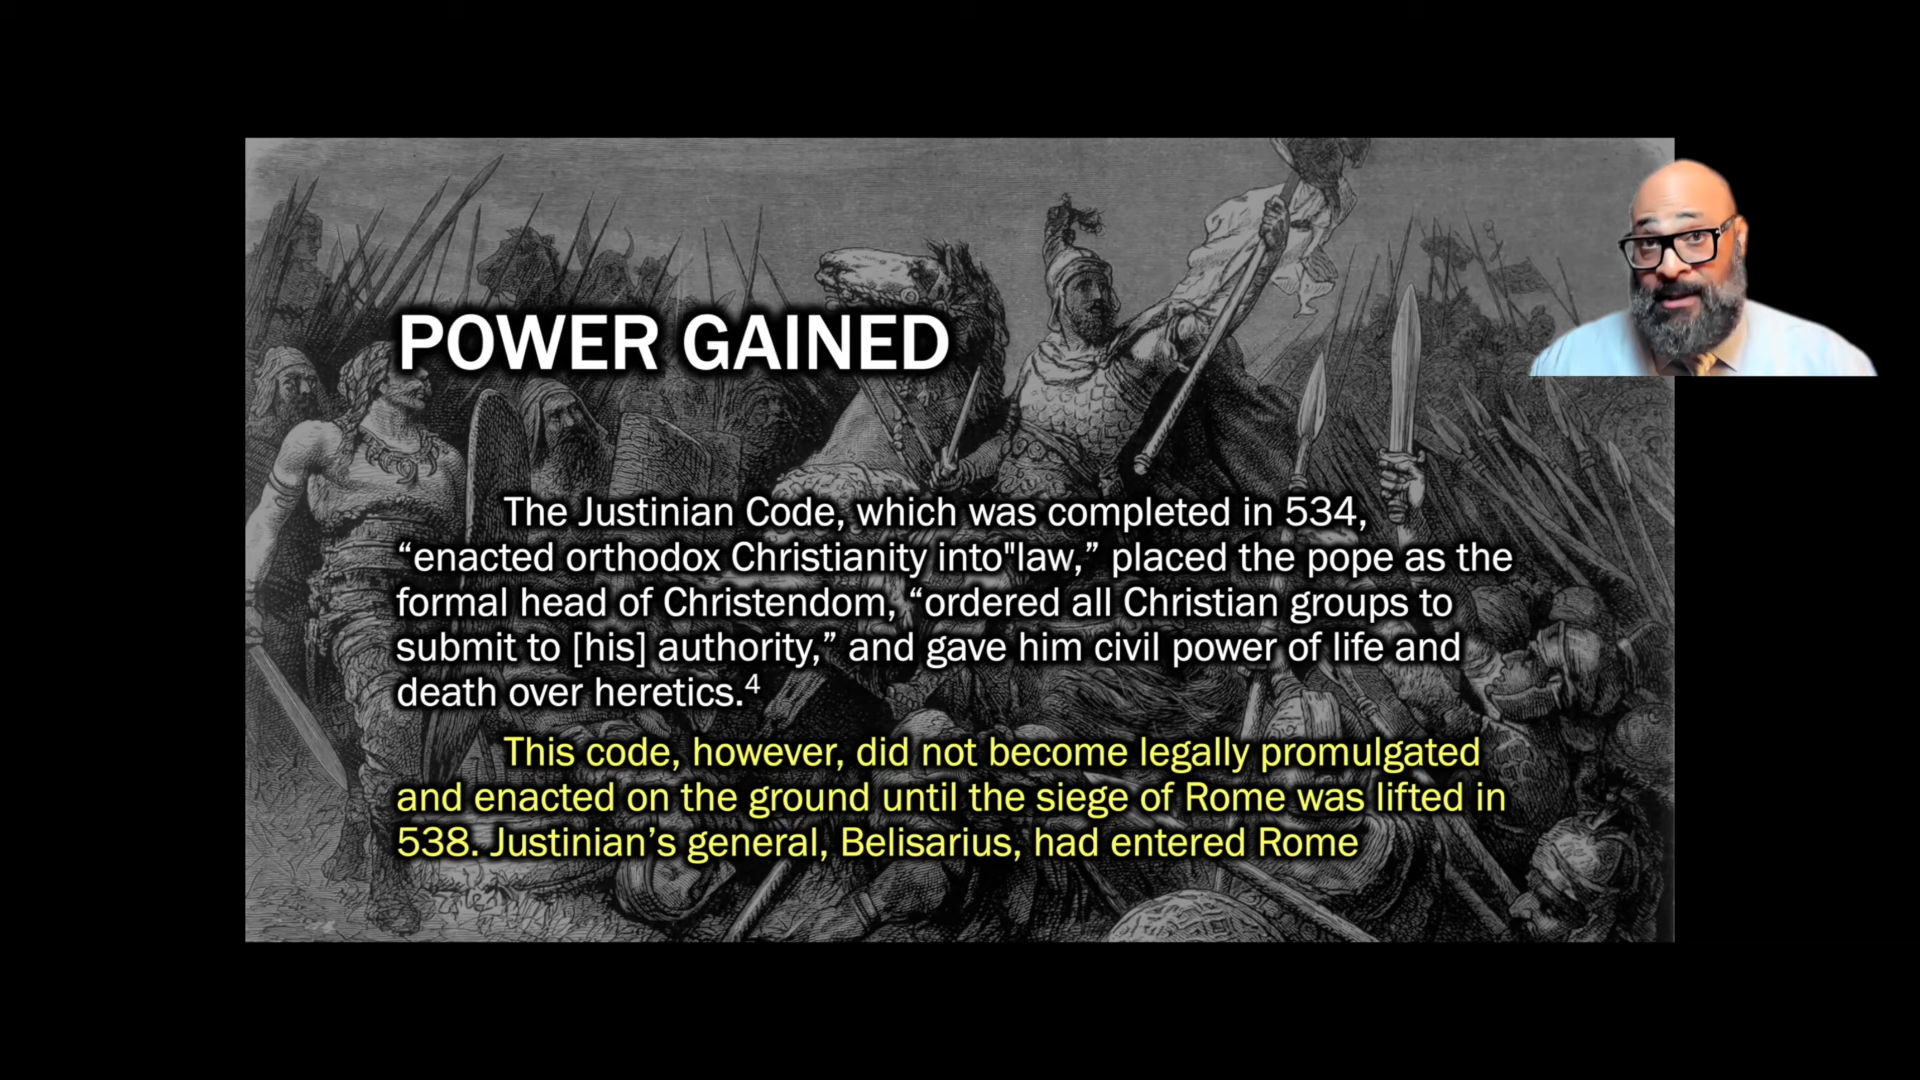 POWER GAINED
The Justinian Code, which was completed in 534,
“enacted orthodox Christianity into"law,” placed the pope as the
formal head of Christendom, “ordered all Christian groups to
submit to [his] authority,” and gave him civil power of life and
death over heretics.⁴
This code, however, did not become legally promulgated
and enacted on the ground until the siege of Rome was lifted in
538. Justinian’s general, Belisarius, had entered Rome